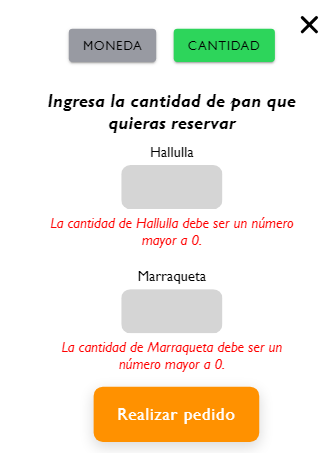 MONEDA CANTIDAD
Ingresa la cantidad de pan que
quieras reservar
Hallulla
La cantidad de Hallulla debe ser un número
mayor a 0.
Marraqueta
La cantidad de Marraqueta debe ser un
número mayor a 0.
Realizar pedido